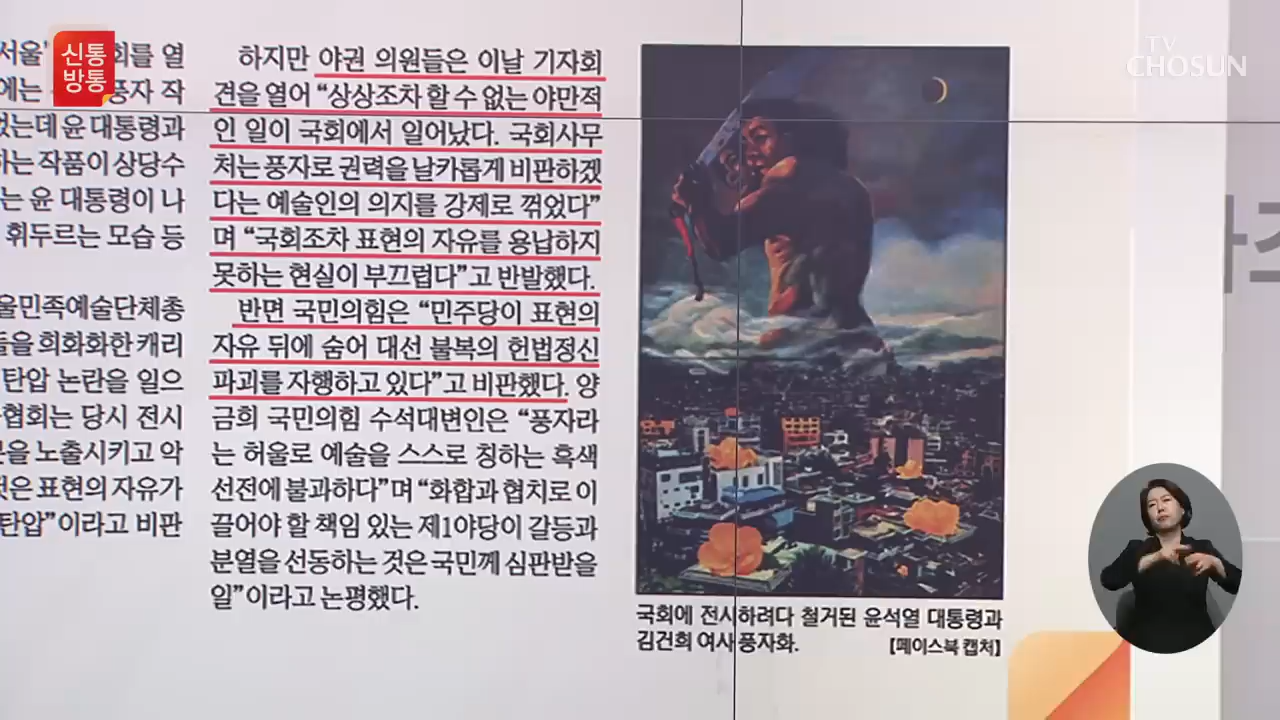 신통
방통
TV
CHOSUN
서울' 회를 열
에는 풍자 작
없는데 윤 대통령과
하는 작품이 상당수
는 윤 대통령이 나
휘두르는 모습 등
울민족예술단체총
들을 희화화한 캐리
탄압 논란을 일으
협회는 당시 전시
분을 노출시키고 악
것은 표현의 자유가
탄압”이라고 비판
하지만 야권 의원들은 이날 기자회
견을 열어 “상상조차 할 수 없는 야만적
인 일이 국회에서 일어났다. 국회사무
처는 풍자로 권력을 날카롭게 비판하겠
다는 예술인의 의지를 강제로 꺾었다”
며 “국회조차 표현의 자유를 용납하지
못하는 현실이 부끄럽다”고 반발했다.
반면 국민의힘은 “민주당이 표현의
자유 뒤에 숨어 대선 불복의 헌법정신
파괴를 자행하고 있다”고 비판했다. 양
금희 국민의힘 수석대변인은 “풍자라
는 허울로 예술을 스스로 칭하는 흑색
선전에 불과하다”며 “화합과 협치로 이
끌어야 할 책임 있는 제1야당이 갈등과
분열을 선동하는 것은 국민께 심판받을
일”이라고 논평했다.
국회에 전시하려다 철거된 윤석열 대통령과
김건희 여사 풍자화.
【페이스북 캡처】